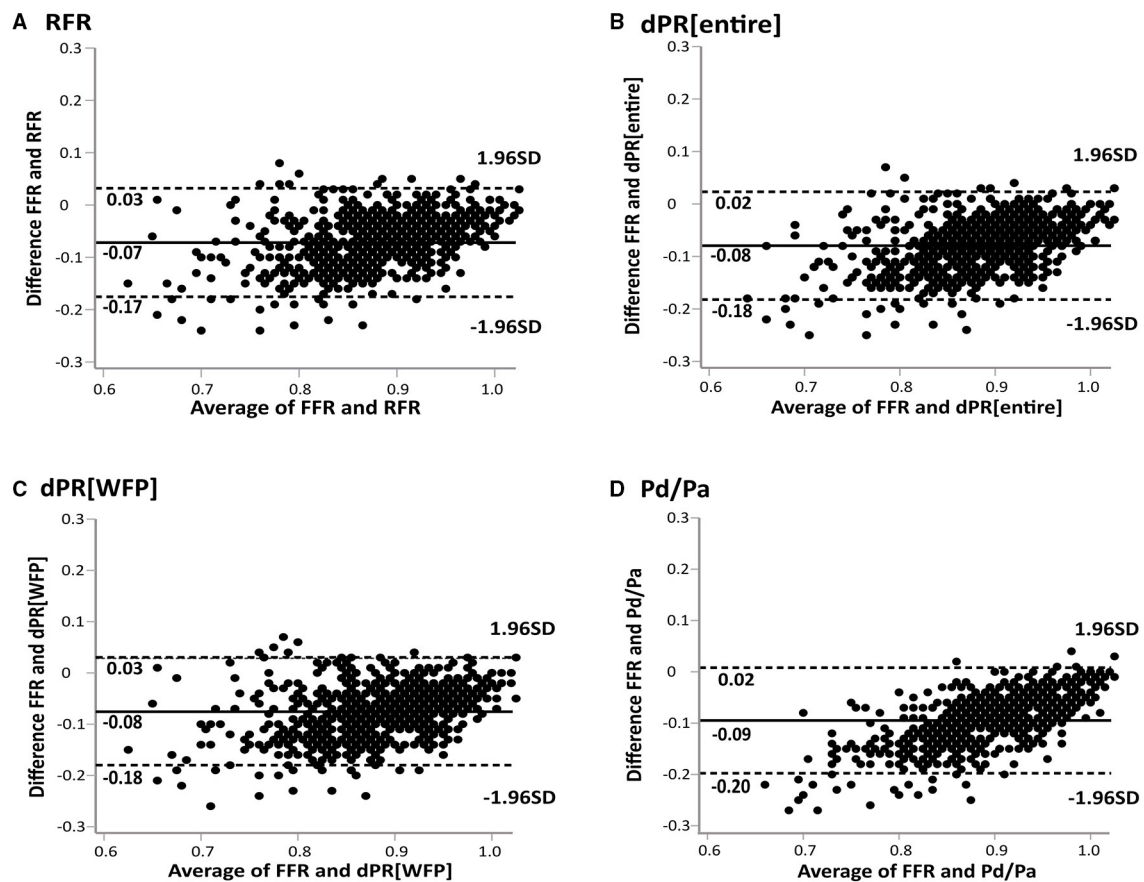 A RFR
Difference FFR and RFR
0.3
0.2
0.1
0
-0.1
-0.2
-0.3
1.96SD
0.03
-0.07
-0.17
-1.96SD
0.6 0.7 0.8 0.9 1.0
Average of FFR and RFR
B dPR[entire]
Difference FFR and dPR[entire]
0.3
0.2
0.1
0
-0.1
-0.2
-0.3
1.96SD
0.02
-0.08
-0.18
-1.96SD
0.6 0.7 0.8 0.9 1.0
Average of FFR and dPR[entire]
C dPR[WFP]
Difference FFR and dPR[WFP]
0.3
0.2
0.1
0
-0.1
-0.2
-0.3
1.96SD
0.03
-0.08
-0.18
-1.96SD
0.6 0.7 0.8 0.9 1.0
Average of FFR and dPR[WFP]
D Pd/Pa
Difference FFR and Pd/Pa
0.3
0.2
0.1
0
-0.1
-0.2
-0.3
1.96SD
0.02
-0.09
-0.20
-1.96SD
0.6 0.7 0.8 0.9 1.0
Average of FFR and Pd/Pa